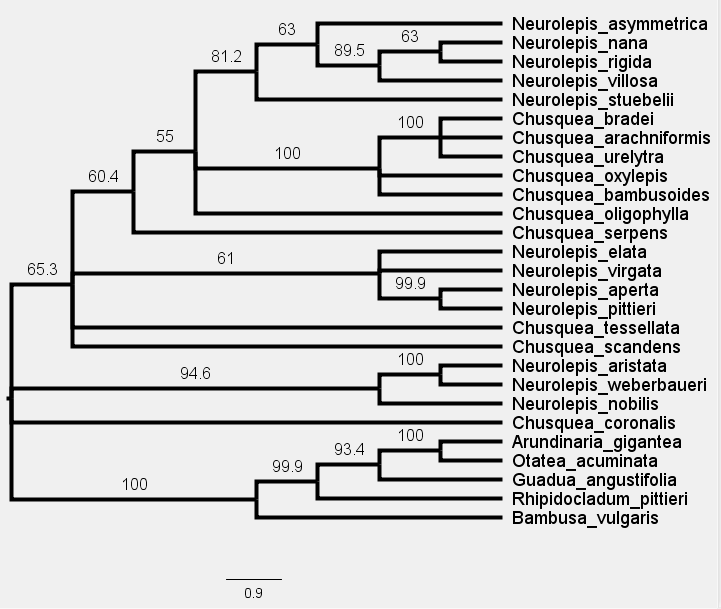 Neurolepis_asymmetrica
63
63
Neurolepis_nana
89.5
Neurolepis_rigida
81.2
Neurolepis_villosa
Neurolepis_stuebelii
Chusquea_bradei
100
Chusquea_arachniformis
55
Chusquea_urelytra
100
Chusquea_oxylepis
60.4
Chusquea_bambusoides
Chusquea_oligophylla
Chusquea_serpens
Neurolepis_elata
61
65.3
Neurolepis_virgata
99.9
Neurolepis_aperta
Neurolepis_pittieri
Chusquea_tessellata
Chusquea_scandens
100
Neurolepis_aristata
94.6
Neurolepis_weberbaueri
Neurolepis_nobilis
Chusquea_coronalis
100
Arundinaria_gigantea
93.4
Otatea_acuminata
99.9
Guadua_angustifolia
100
Rhipidocladum_pittieri
Bambusa_vulgaris
0.9